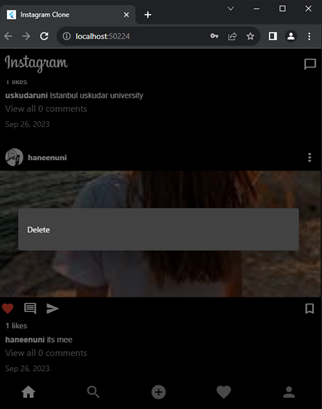 Instagram Clone
localhost:50224
Instagram
1 likes
uskudaruni Istanbul uskudar university
View all 0 comments
Sep 26, 2023
haneenuni
Delete
1 likes
haneenuni its mee
View all 0 comments
Sep 26, 2023